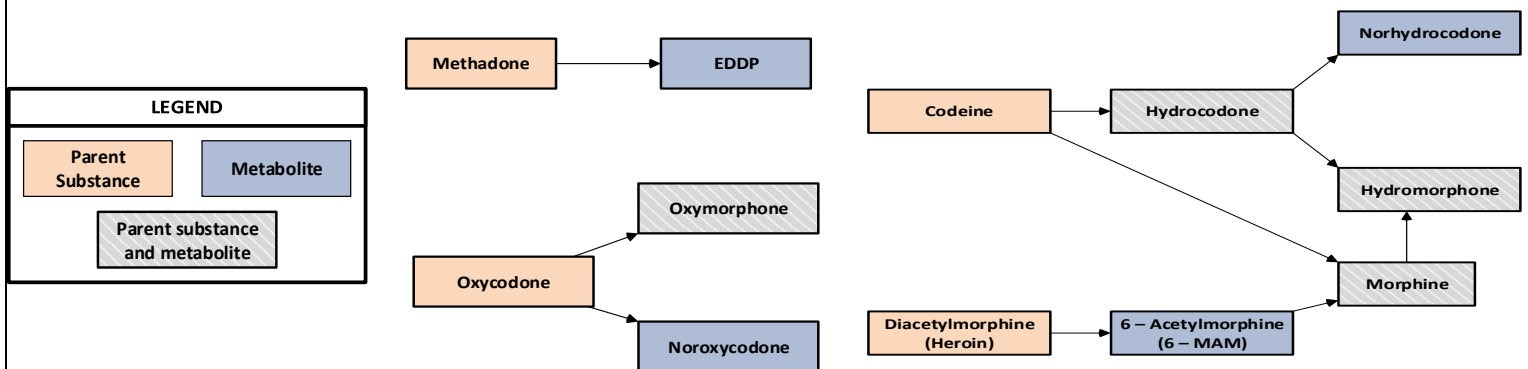 LEGEND
Parent
Substance
Metabolite
Parent substance
and metabolite
Methadone
EDDP
Oxymorphone
Oxycodone
Noroxycodone
Norhydrocodone
Codeine
Hydrocodone
Hydromorphone
Morphine
Diacetylmorphine
(Heroin)
6 – Acetylmorphine
(6 – MAM)